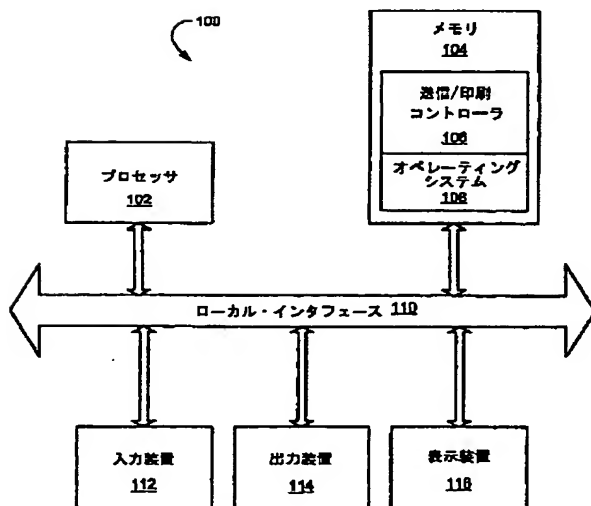 100
メモリ
104
送信/印刷
コントローラ
106
オペレーティング
システム
108
プロセッサ
102
ローカル・インタフェース 110
入力装置
112
出力装置
114
表示装置
116